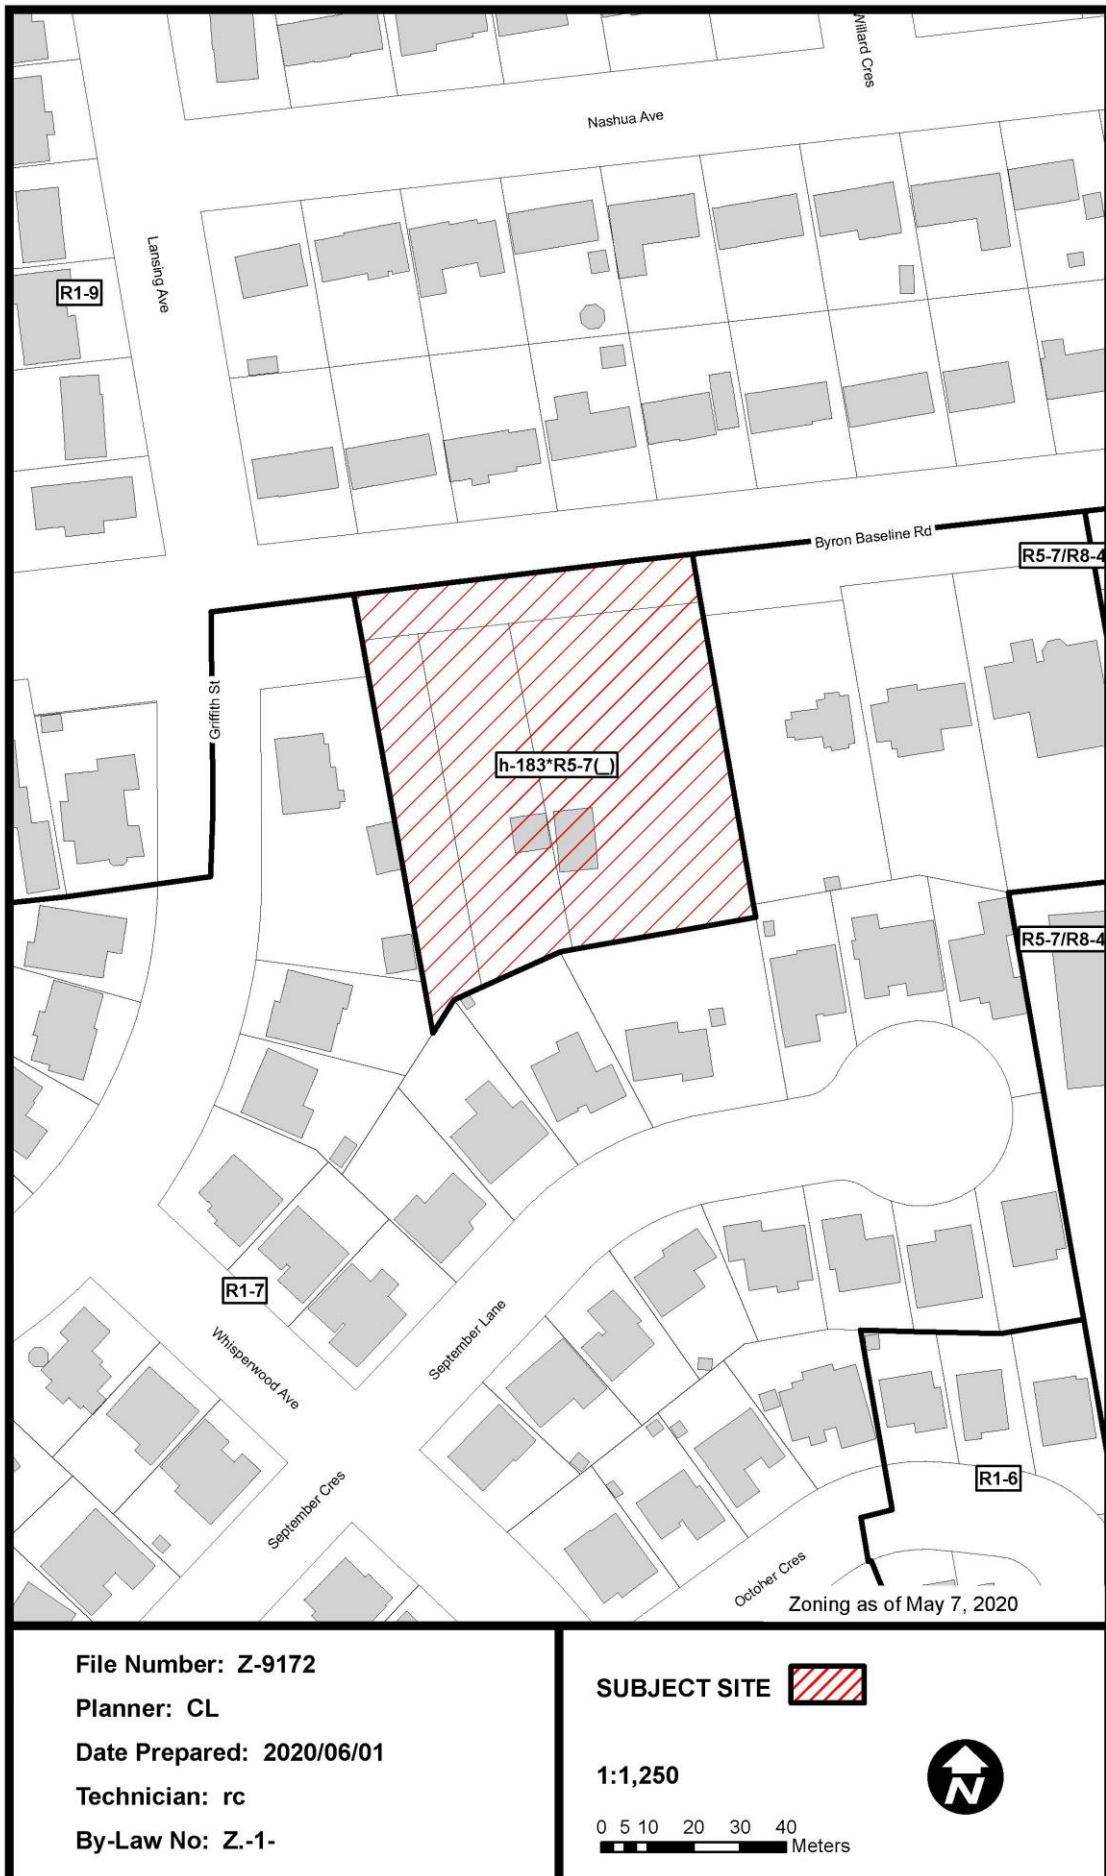 Willard Cres
Nashua Ave
Lansing Ave
R1-9
Byron Baseline Rd
R5-7/R8-4
Griffith St
h-183*R5-7(_)
R5-7/R8-4
R1-7
Whisperwood Ave
September Lane
September Cres
R1-6
October Cres
Zoning as of May 7, 2020
File Number: Z-9172
Planner: CL
Date Prepared: 2020/06/01
Technician: rc
By-Law No: Z.-1-
SUBJECT SITE
1:1,250
N
0 5 10 20 30 40
Meters